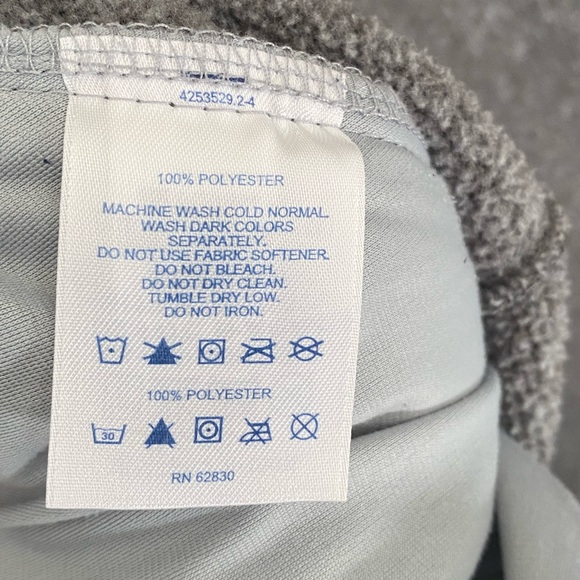 4253529.2-4
100% POLYESTER
MACHINE WASH COLD NORMAL.
WASH DARK COLORS
SEPARATELY.
DO NOT USE FABRIC SOFTENER.
DO NOT BLEACH.
DO NOT DRY CLEAN.
TUMBLE DRY LOW.
DO NOT IRON.
100% POLYESTER
30
RN 62830